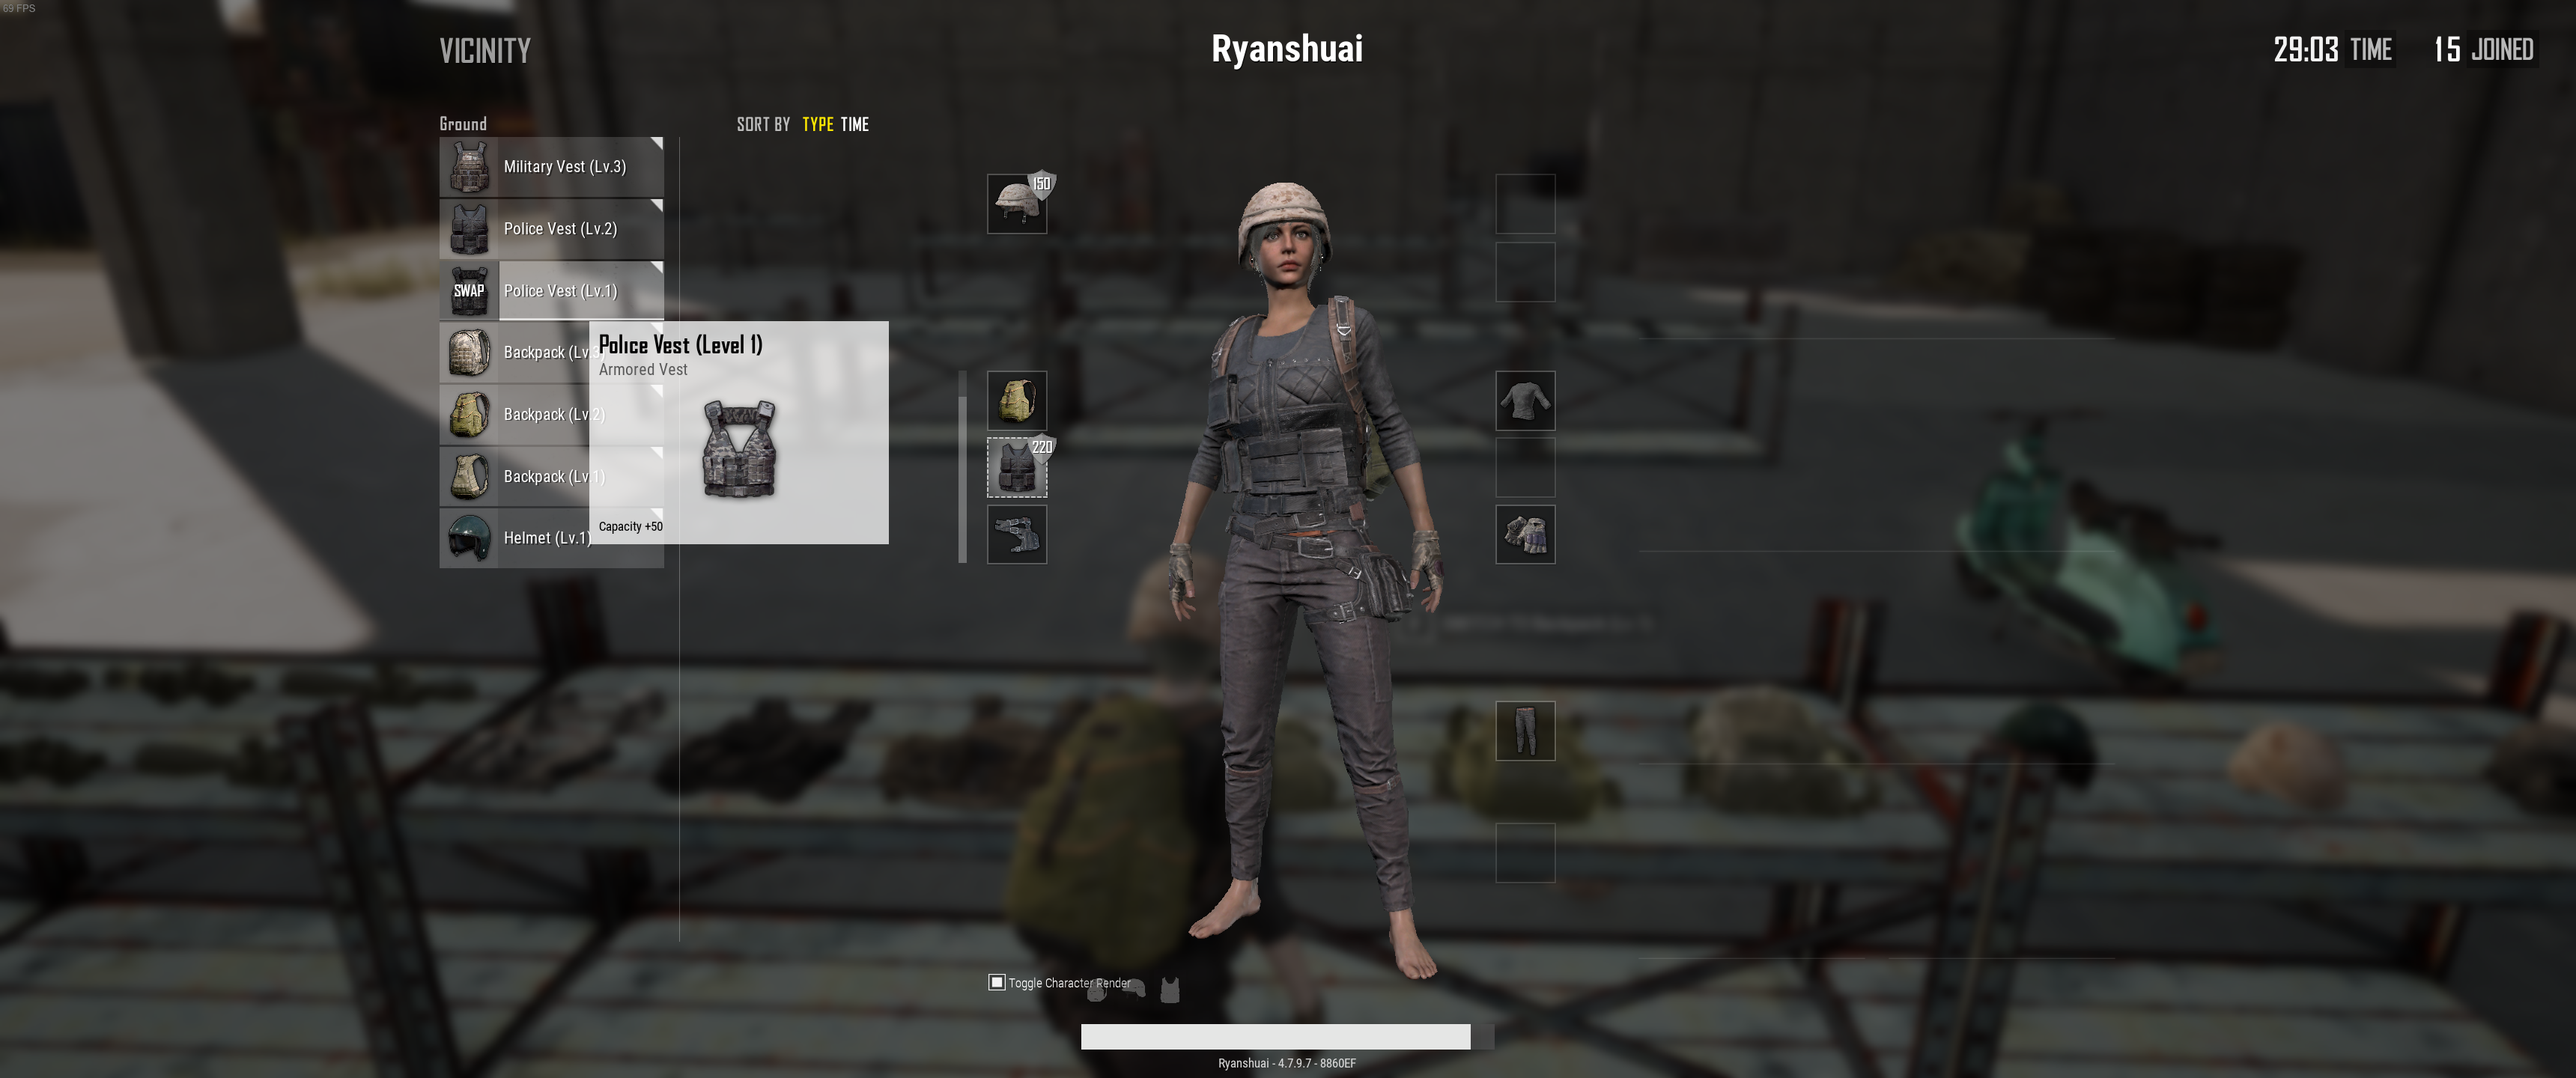 69 FPS
VICINITY
Ryanshuai
29:03 TIME 15 JOINED
Ground
SORT BY TYPE TIME
Military Vest (Lv.3)
150
Police Vest (Lv.2)
SWAP Police Vest (Lv.1)
Police Vest (Level 1)
Backpack (Lv.3)
Armored Vest
Backpack (Lv.2)
220
Backpack (Lv.1)
Capacity +50
Helmet (Lv.1)
Toggle Character Render
Ryanshuai - 4.7.9.7 - 8860EF